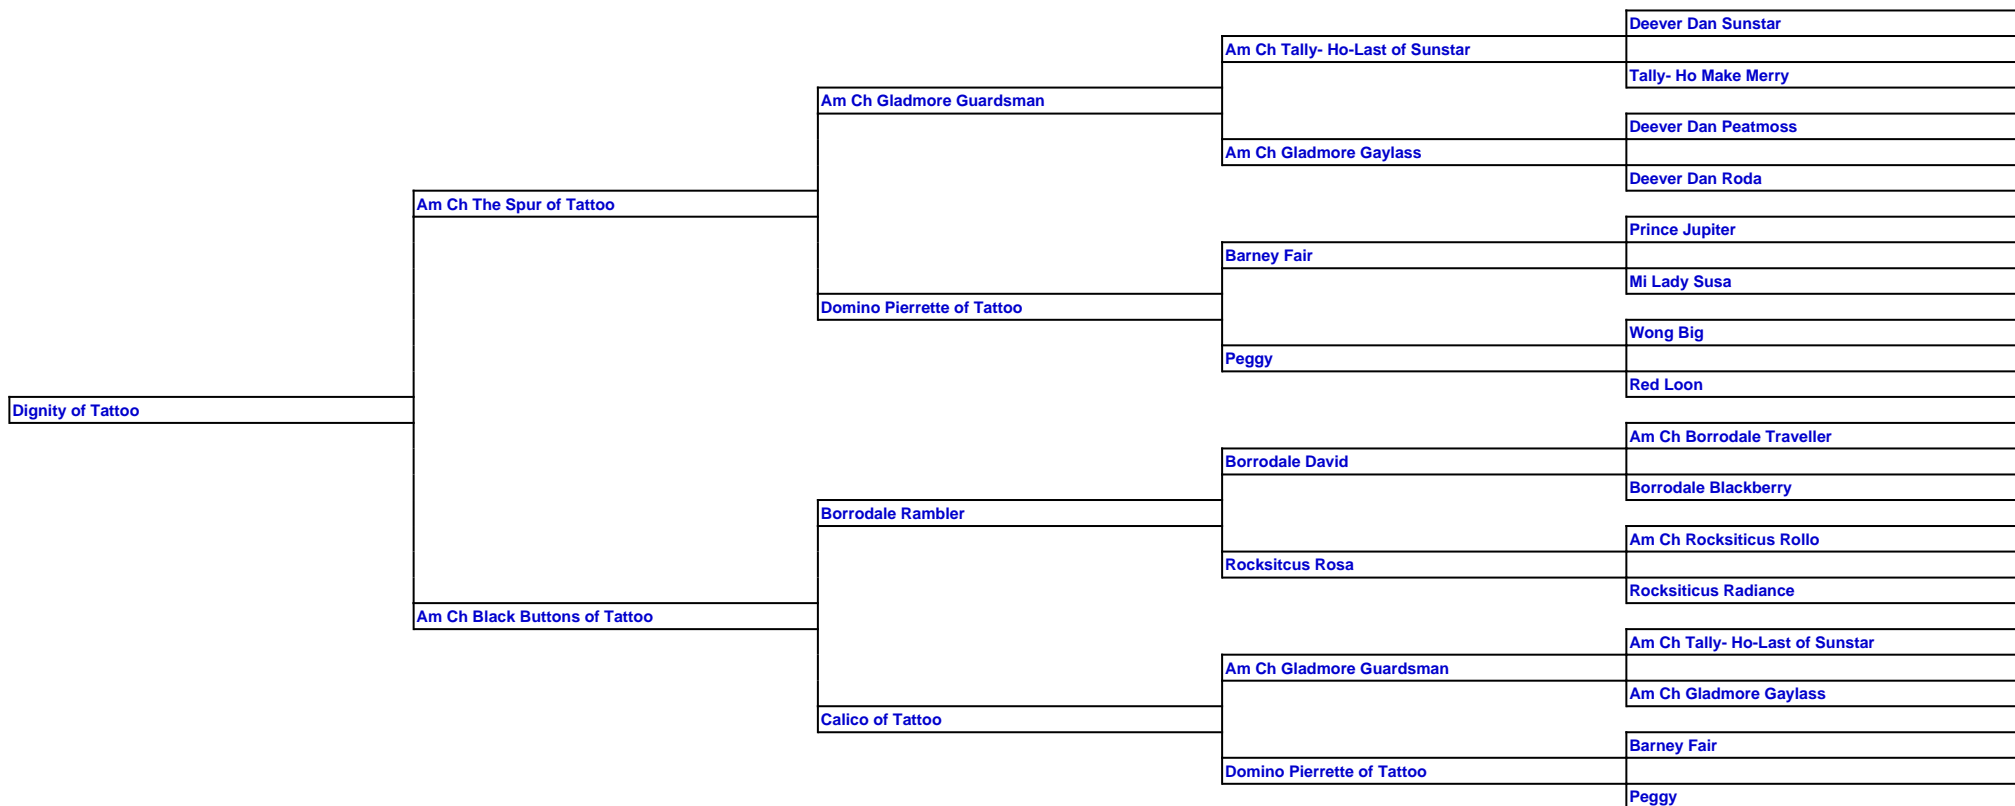 Deever Dan Sunstar
Am Ch Tally- Ho-Last of Sunstar
Tally- Ho Make Merry
Am Ch Gladmore Guardsman
Deever Dan Peatmoss
Am Ch Gladmore Gaylass
Deever Dan Roda
Am Ch The Spur of Tattoo
Prince Jupiter
Barney Fair
Mi Lady Susa
Domino Pierrette of Tattoo
Wong Big
Peggy
Red Loon
Dignity of Tattoo
Am Ch Borrodale Traveller
Borrodale David
Borrodale Blackberry
Borrodale Rambler
Am Ch Rocksiticus Rollo
Rocksitcus Rosa
Rocksiticus Radiance
Am Ch Black Buttons of Tattoo
Am Ch Tally- Ho-Last of Sunstar
Am Ch Gladmore Guardsman
Am Ch Gladmore Gaylass
Calico of Tattoo
Barney Fair
Domino Pierrette of Tattoo
Peggy